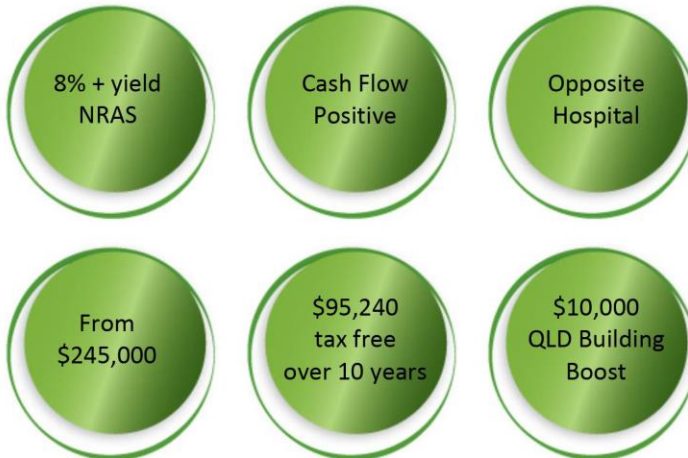 8% + yield
NRAS
Cash Flow
Positive
Opposite
Hospital
From
$245,000
$95,240
tax free
over 10 years
$10,000
QLD Building
Boost